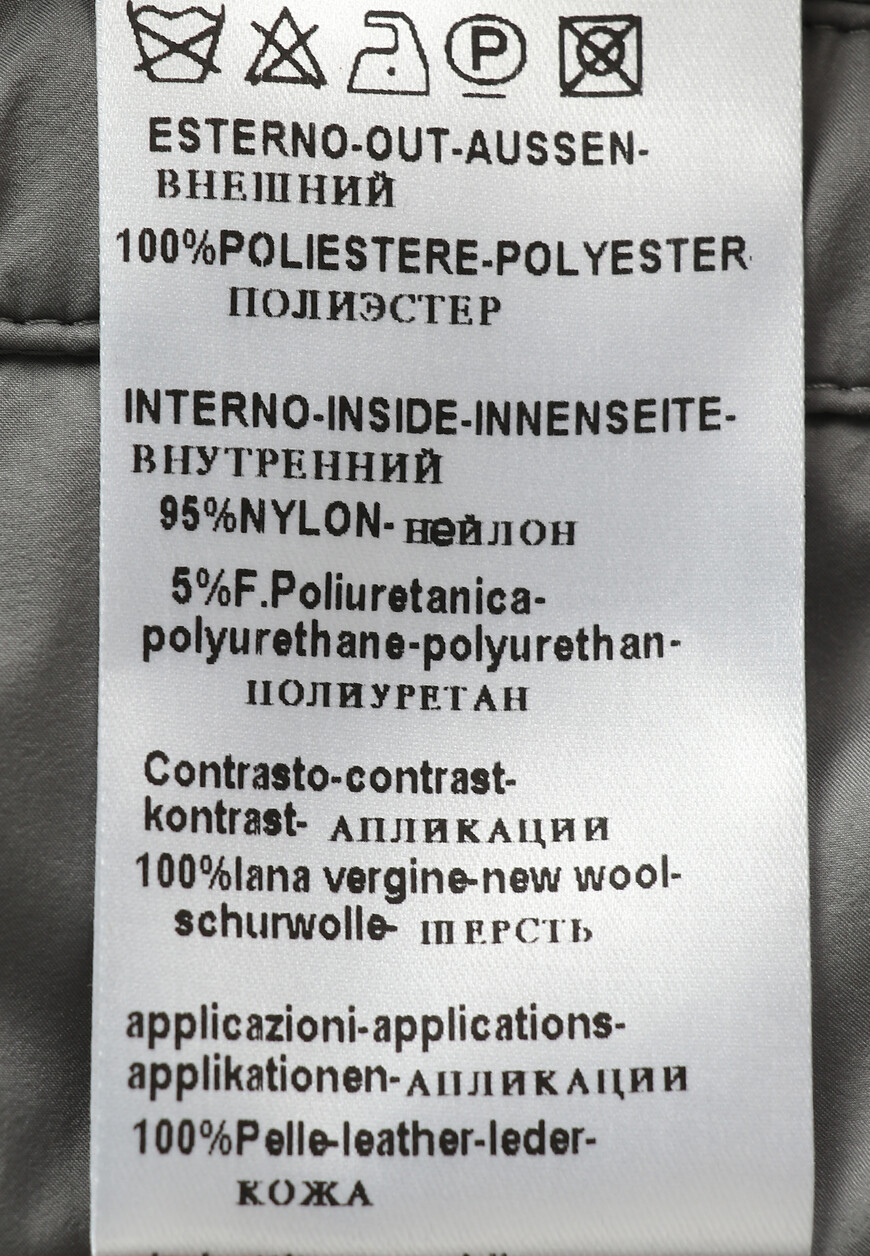 P
ESTERNO-OUT-AUSSEN-
ВНЕШНИЙ
100%POLIESTERE-POLYESTER
ПОЛИЭСТЕР
INTERNO-INSIDE-INNENSEITE-
ВНУТРЕННИЙ
95%NYLON-нейлон
5%F.Poliuretanica-
polyurethane-polyurethan-
ПОЛИУРЕТАН
Contrasto-contrast-
kontrast- АПЛИКАЦИИ
100%lana vergine-new wool-
schurwolle- ШЕРСТЬ
applicazioni-applications-
applikationen-АПЛИКАЦИИ
100%Pelle-leather-leder-
КОЖА